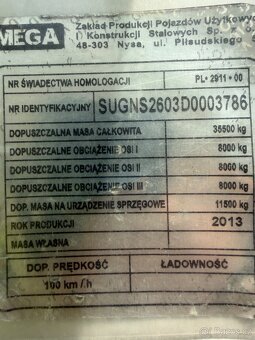 MEGA
Zakład Produkcji Pojazdów Użytkowych
i Konstrukcji Stalowych Sp.
48-303 Nysa, ul. Piłsudskiego
NR ŚWIADECTWA HOMOLOGACJI PL* 2911*00
NR IDENTYFIKACYJNY SUGNS2603D0003786
DOPUSZCZALNA MASA CAŁKOWITA 35500 kg
DOPUSZCZALNE OBCIĄŻENIE OSI I 8000 kg
DOPUSZCZALNE OBCIĄŻENIE OSI II 8000 kg
DOPUSZCZALNE OBCIĄŻENIE OSI III 8000 kg
DOP. MASA NA URZĄDZENIE SPRZĘGOWE 11500 kg
ROK PRODUKCJI 2013
MASA WŁASNA
DOP. PRĘDKOŚĆ ŁADOWNOŚĆ
100 km/h